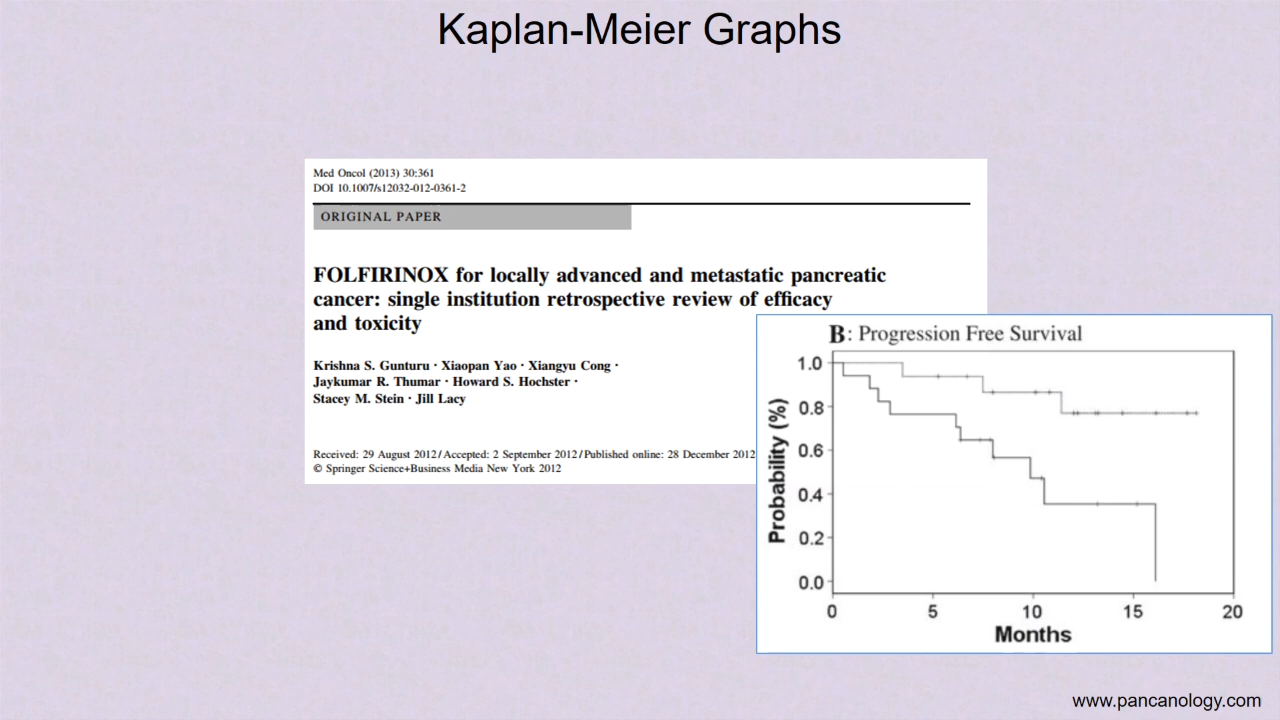 Kaplan-Meier Graphs
Med Oncol (2013) 30:361
DOI 10.1007/s12032-012-0361-2
ORIGINAL PAPER
FOLFIRINOX for locally advanced and metastatic pancreatic
cancer: single institution retrospective review of efficacy
and toxicity
Krishna S. Gunturu · Xiaopan Yao · Xiangyu Cong ·
Jaykumar R. Thumar · Howard S. Hochster ·
Stacey M. Stein · Jill Lacy
Received: 29 August 2012 / Accepted: 2 September 2012 / Published online: 28 December 2012
© Springer Science+Business Media New York 2012
B: Progression Free Survival
Probability (%)
1.0
0.8
0.6
0.4
0.2
0.0
0 5 10 15 20
Months
www.pancanology.com